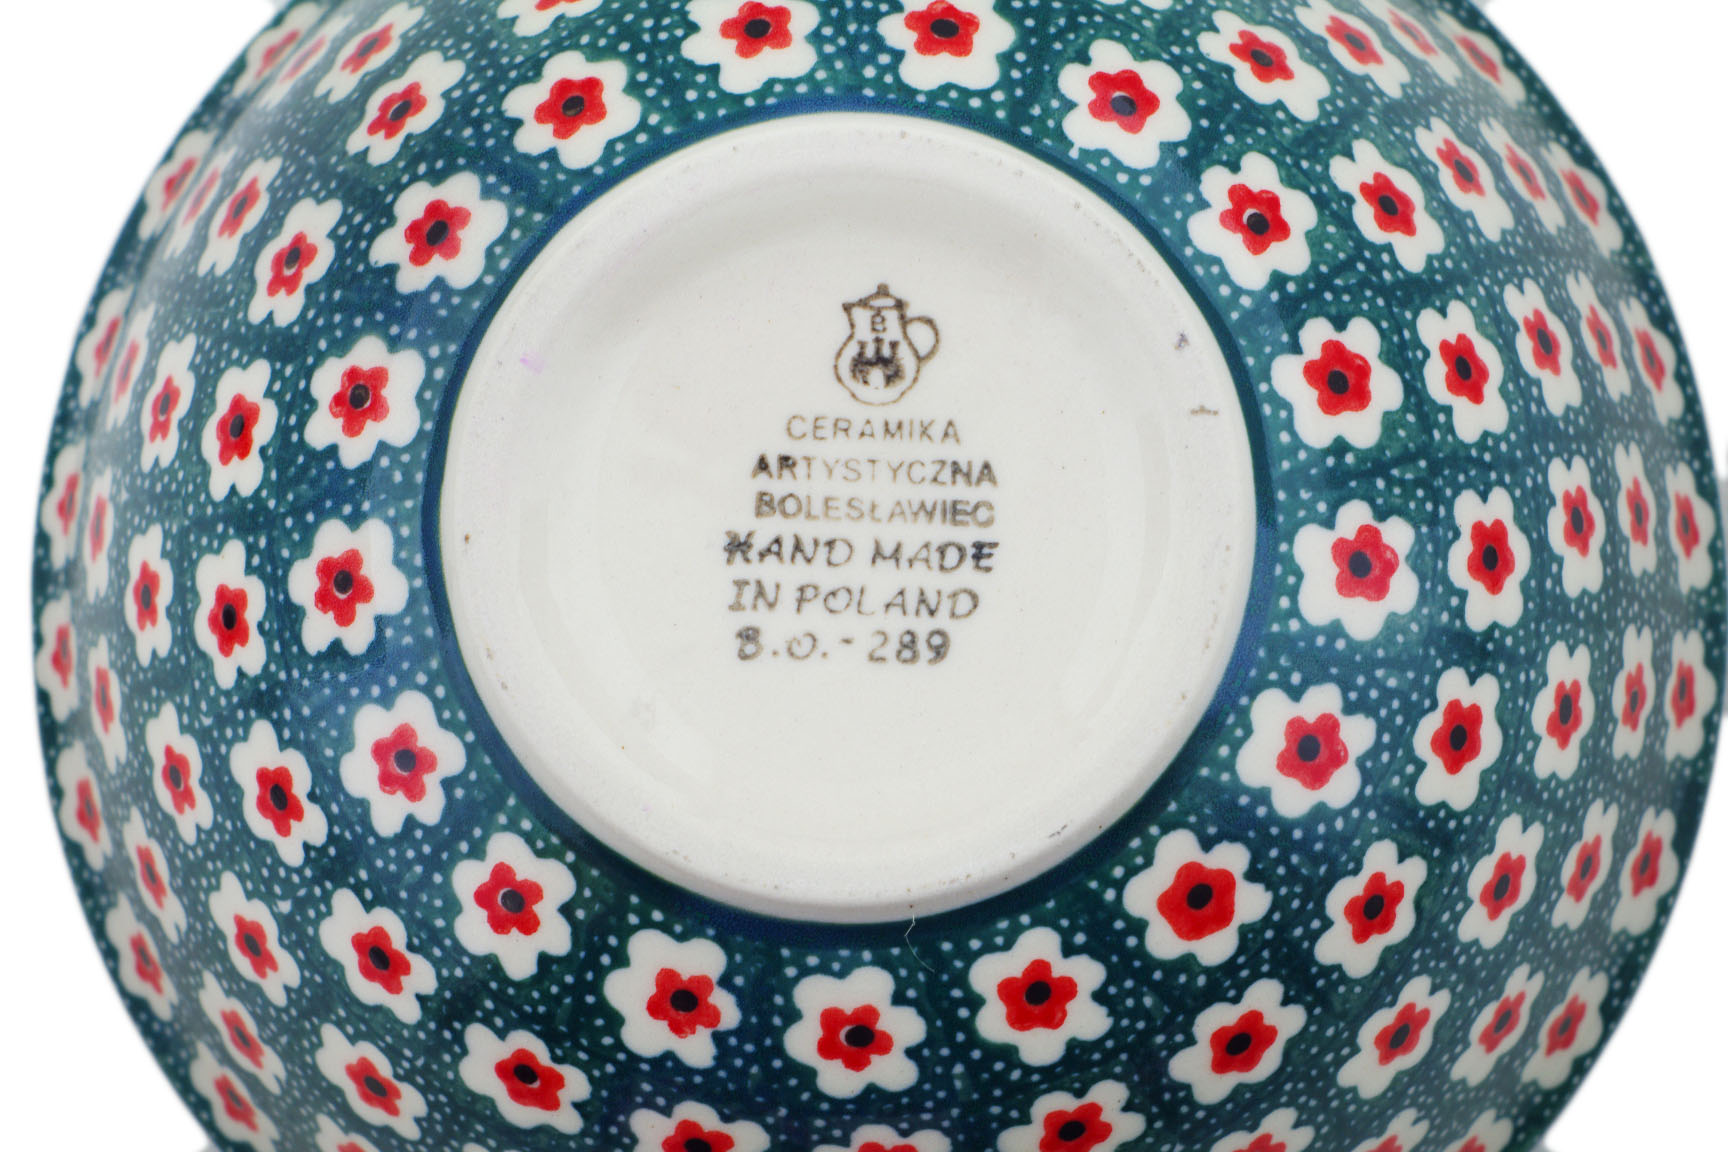 e
CERAMIKA
ARTYSTYCZNA
BOLESŁAWIEC
HAND MADE
IN POLAND
B.O.-289